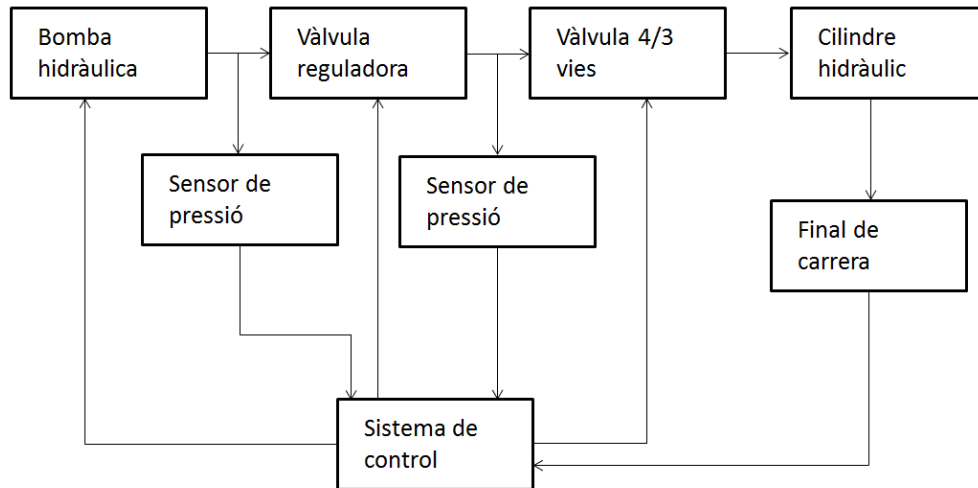 Bomba
hidràulica
Vàlvula
reguladora
Vàlvula 4/3
vies
Cilindre
hidràulic
Sensor de
pressió
Sensor de
pressió
Final de
carrera
Sistema de
control